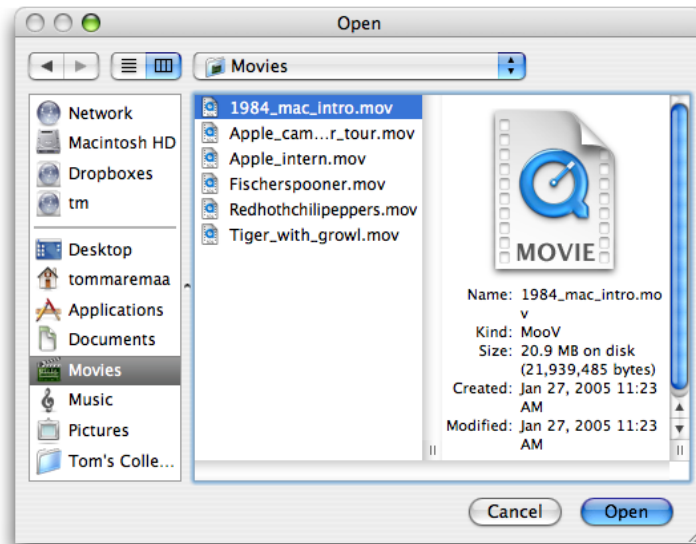 Open
Movies
Network
Macintosh HD
Dropboxes
tm
Desktop
tommaremaa
Applications
Documents
Movies
Music
Pictures
Tom's Colle...
1984_mac_intro.mov
Apple_cam...r_tour.mov
Apple_intern.mov
Fischerspooner.mov
Redhothchilipeppers.mov
Tiger_with_growl.mov
MOVIE
Name: 1984_mac_intro.mo
v
Kind: MooV
Size: 20.9 MB on disk
(21,939,485 bytes)
Created: Jan 27, 2005 11:23
AM
Modified: Jan 27, 2005 11:23
AM
Cancel
Open